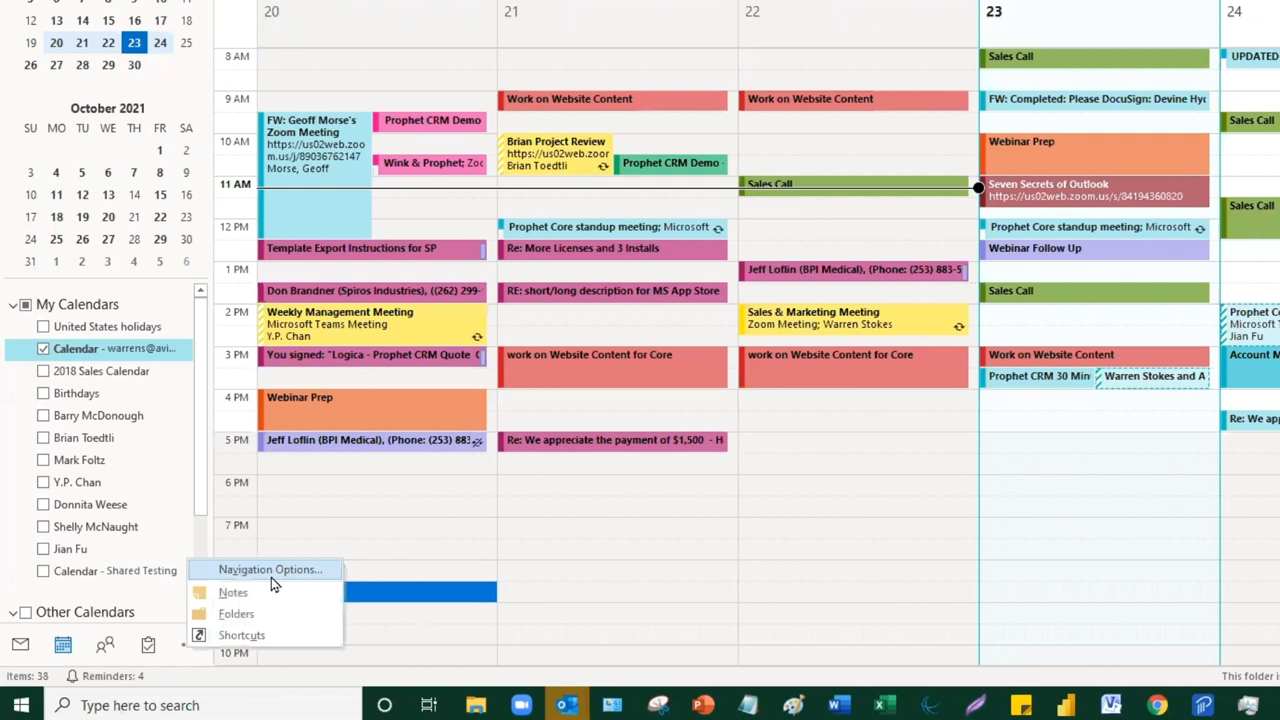 12 13 14 15 16 17 18
19 20 21 22 23 24 25
26 27 28 29 30
October 2021
SU MO TU WE TH FR SA
1 2
3 4 5 6 7 8 9
10 11 12 13 14 15 16
17 18 19 20 21 22 23
24 25 26 27 28 29 30
31 1 2 3 4 5 6
My Calendars
United States holidays
Calendar - warrens@avi...
2018 Sales Calendar
Birthdays
Barry McDonough
Brian Toedtli
Mark Foltz
Y.P. Chan
Donnita Weese
Shelly McNaught
Jian Fu
Calendar - Shared Testing
Other Calendars
Navigation Options...
Notes
Folders
Shortcuts
Items: 38
Reminders: 4
This folder i
8 AM
9 AM
10 AM
11 AM
12 PM
1 PM
2 PM
3 PM
4 PM
5 PM
6 PM
7 PM
10 PM
20
FW: Geoff Morse's
Zoom Meeting
https://us02web.zoo
m.us/j/89036762147
Morse, Geoff
Prophet CRM Demo
Wink & Prophet; Zoc
Template Export Instructions for SP
Don Brandner (Spiros Industries), ((262) 299-
Weekly Management Meeting
Microsoft Teams Meeting
Y.P. Chan
You signed: "Logica - Prophet CRM Quote
Webinar Prep
Jeff Loflin (BPI Medical), (Phone: (253) 883
21
Work on Website Content
Brian Project Review
https://us02web.zoor
Brian Toedtli
Prophet CRM Demo -
Prophet Core standup meeting; Microsoft
Re: More Licenses and 3 Installs
RE: short/long description for MS App Store
work on Website Content for Core
Re: We appreciate the payment of $1,500 - H
22
Work on Website Content
Sales Call
Jeff Loflin (BPI Medical), (Phone: (253) 883-5
Sales & Marketing Meeting
Zoom Meeting; Warren Stokes
work on Website Content for Core
23
Sales Call
FW: Completed: Please DocuSign: Devine Hyd
Webinar Prep
Seven Secrets of Outlook
https://us02web.zoom.us/s/84194360820
Prophet Core standup meeting; Microsoft
Webinar Follow Up
Sales Call
Work on Website Content
Prophet CRM 30 Min
Warren Stokes and A
24
UPDATED
Sales Call
Sales Call
Prophet Co
Microsoft T
Jian Fu
Account M
Re: We app
Type here to search